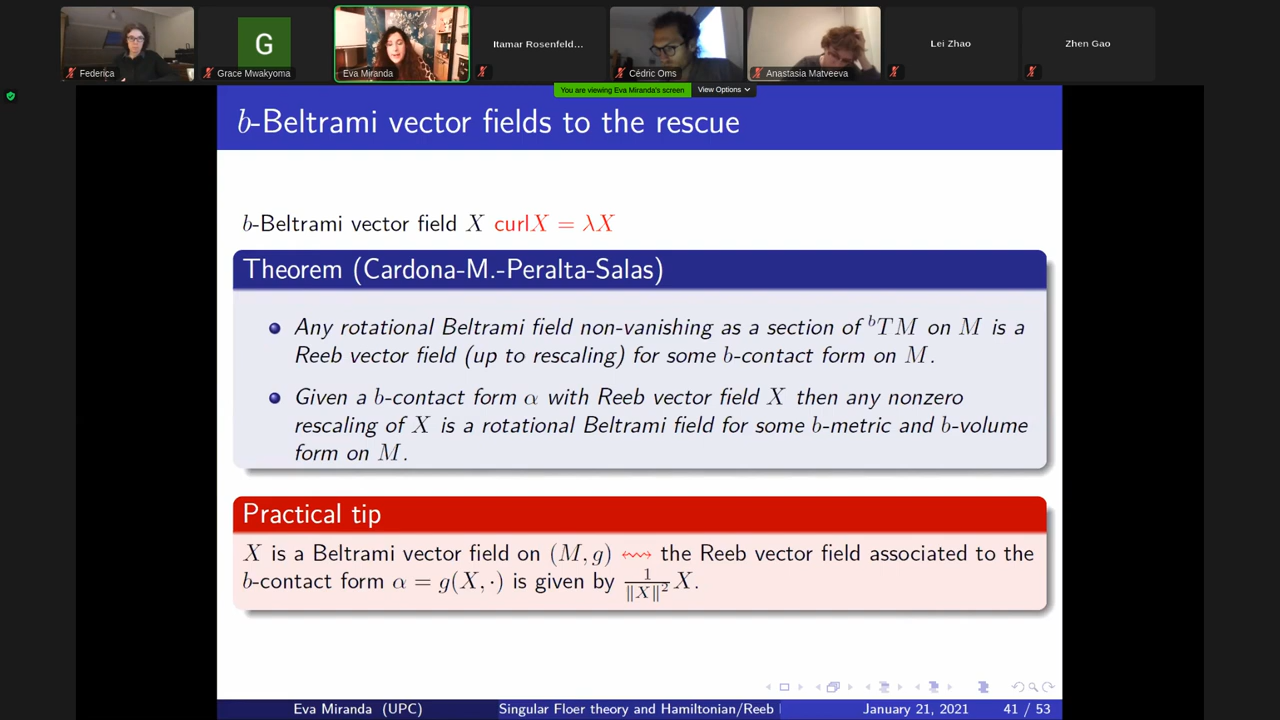 Federica
G
Grace Mwakyoma
Eva Miranda
Itamar Rosenfeld...
Cédric Oms
Anastasia Matveeva
Lei Zhao
Zhen Gao
You are viewing Eva Miranda's screen
View Options
b-Beltrami vector fields to the rescue
b-Beltrami vector field X curlX = λX
Theorem (Cardona-M.-Peralta-Salas)
Any rotational Beltrami field non-vanishing as a section of ᵇTM on M is a
Reeb vector field (up to rescaling) for some b-contact form on M.
Given a b-contact form α with Reeb vector field X then any nonzero
rescaling of X is a rotational Beltrami field for some b-metric and b-volume
form on M.
Practical tip
X is a Beltrami vector field on (M, g) ↭ the Reeb vector field associated to the
b-contact form α = g(X, ·) is given by 1/‖X‖² X.
Eva Miranda (UPC) Singular Floer theory and Hamiltonian/Reeb January 21, 2021 41 / 53